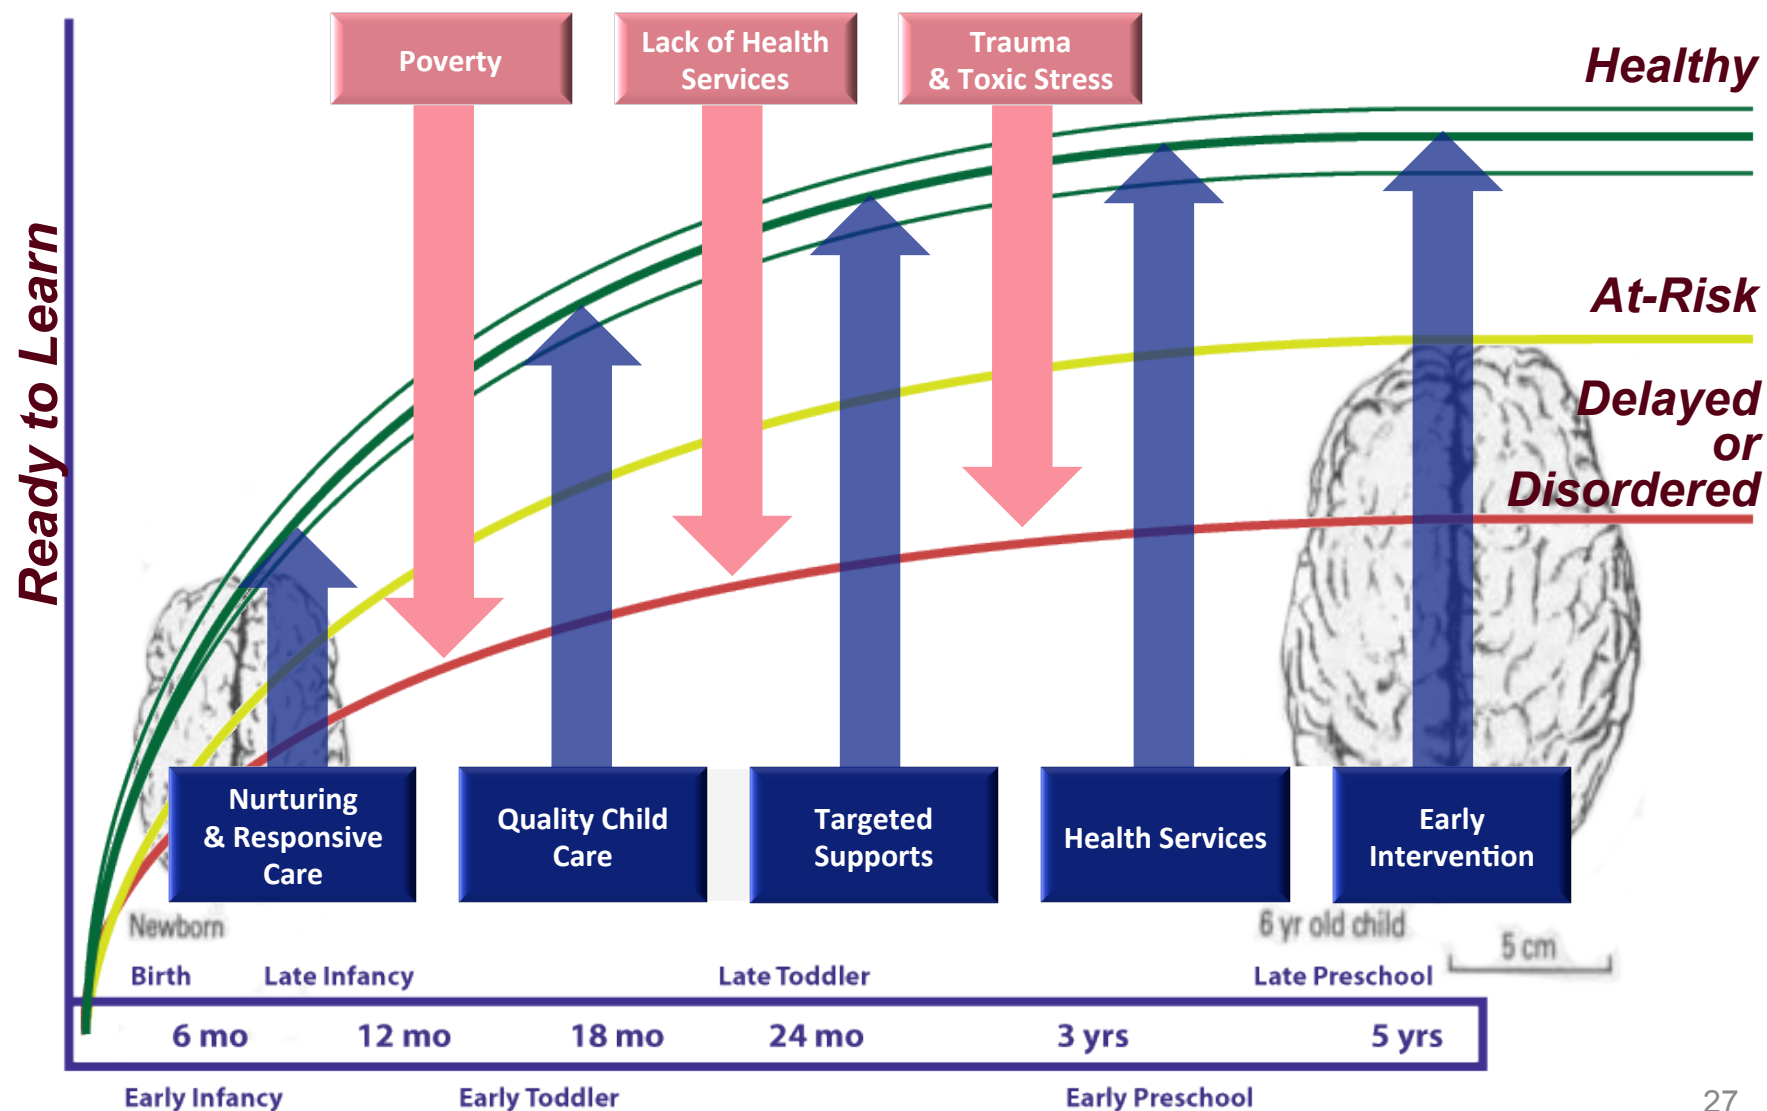 Poverty
Lack of Health
Services
Trauma
& Toxic Stress
Healthy
At-Risk
Delayed
or
Disordered
Ready to Learn
Nurturing
& Responsive
Care
Quality Child
Care
Targeted
Supports
Health Services
Early
Intervention
Newborn
6 yr old child
5 cm
Birth
Late Infancy
Late Toddler
Late Preschool
6 mo
12 mo
18 mo
24 mo
3 yrs
5 yrs
Early Infancy
Early Toddler
Early Preschool
27